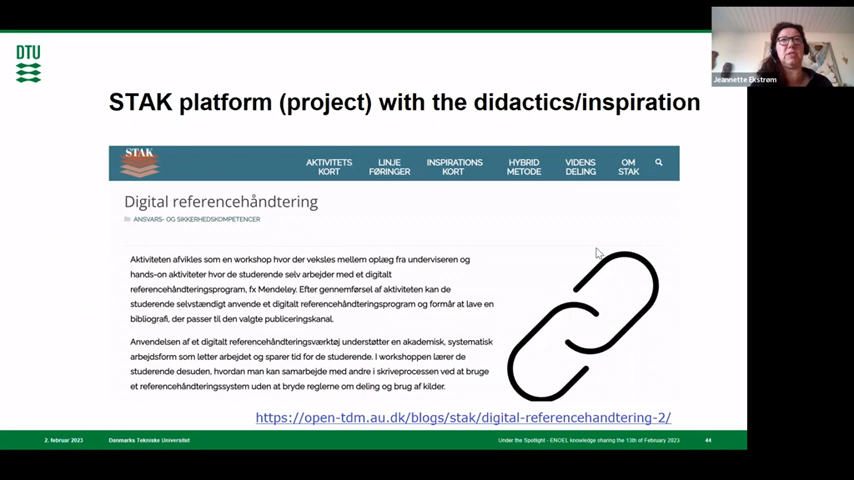 DTU
Jeannette Ekstrøm
STAK platform (project) with the didactics/inspiration
STAK
AKTIVITETS KORT
LINJE FØRINGER
INSPIRATIONS KORT
HYBRID METODE
VIDENS DELING
OM STAK
Digital referencehåndtering
ANSVARS- OG SIKKERHEDSKOMPETENCER
Aktiviteten afvikles som en workshop hvor der veksles mellem oplæg fra underviseren og
hands-on aktiviteter hvor de studerende selv arbejder med et digitalt
referencehåndteringsprogram, fx Mendeley. Efter gennemførsel af aktiviteten kan de
studerende selvstændigt anvende et digitalt referencehåndteringsprogram og formår at lave en
bibliografi, der passer til den valgte publiceringskanal.
Anvendelsen af et digitalt referencehåndteringsværktøj understøtter en akademisk, systematisk
arbejdsform som letter arbejdet og sparer tid for de studerende. I workshoppen lærer de
studerende desuden, hvordan man kan samarbejde med andre i skriveprocessen ved at bruge
et referencehåndteringssystem uden at bryde reglerne om deling og brug af kilder.
https://open-tdm.au.dk/blogs/stak/digital-referencehandtering-2/
2. februar 2023
Danmarks Tekniske Universitet
Under the Spotlight - ENOEL knowledge sharing the 13th of February 2023
44